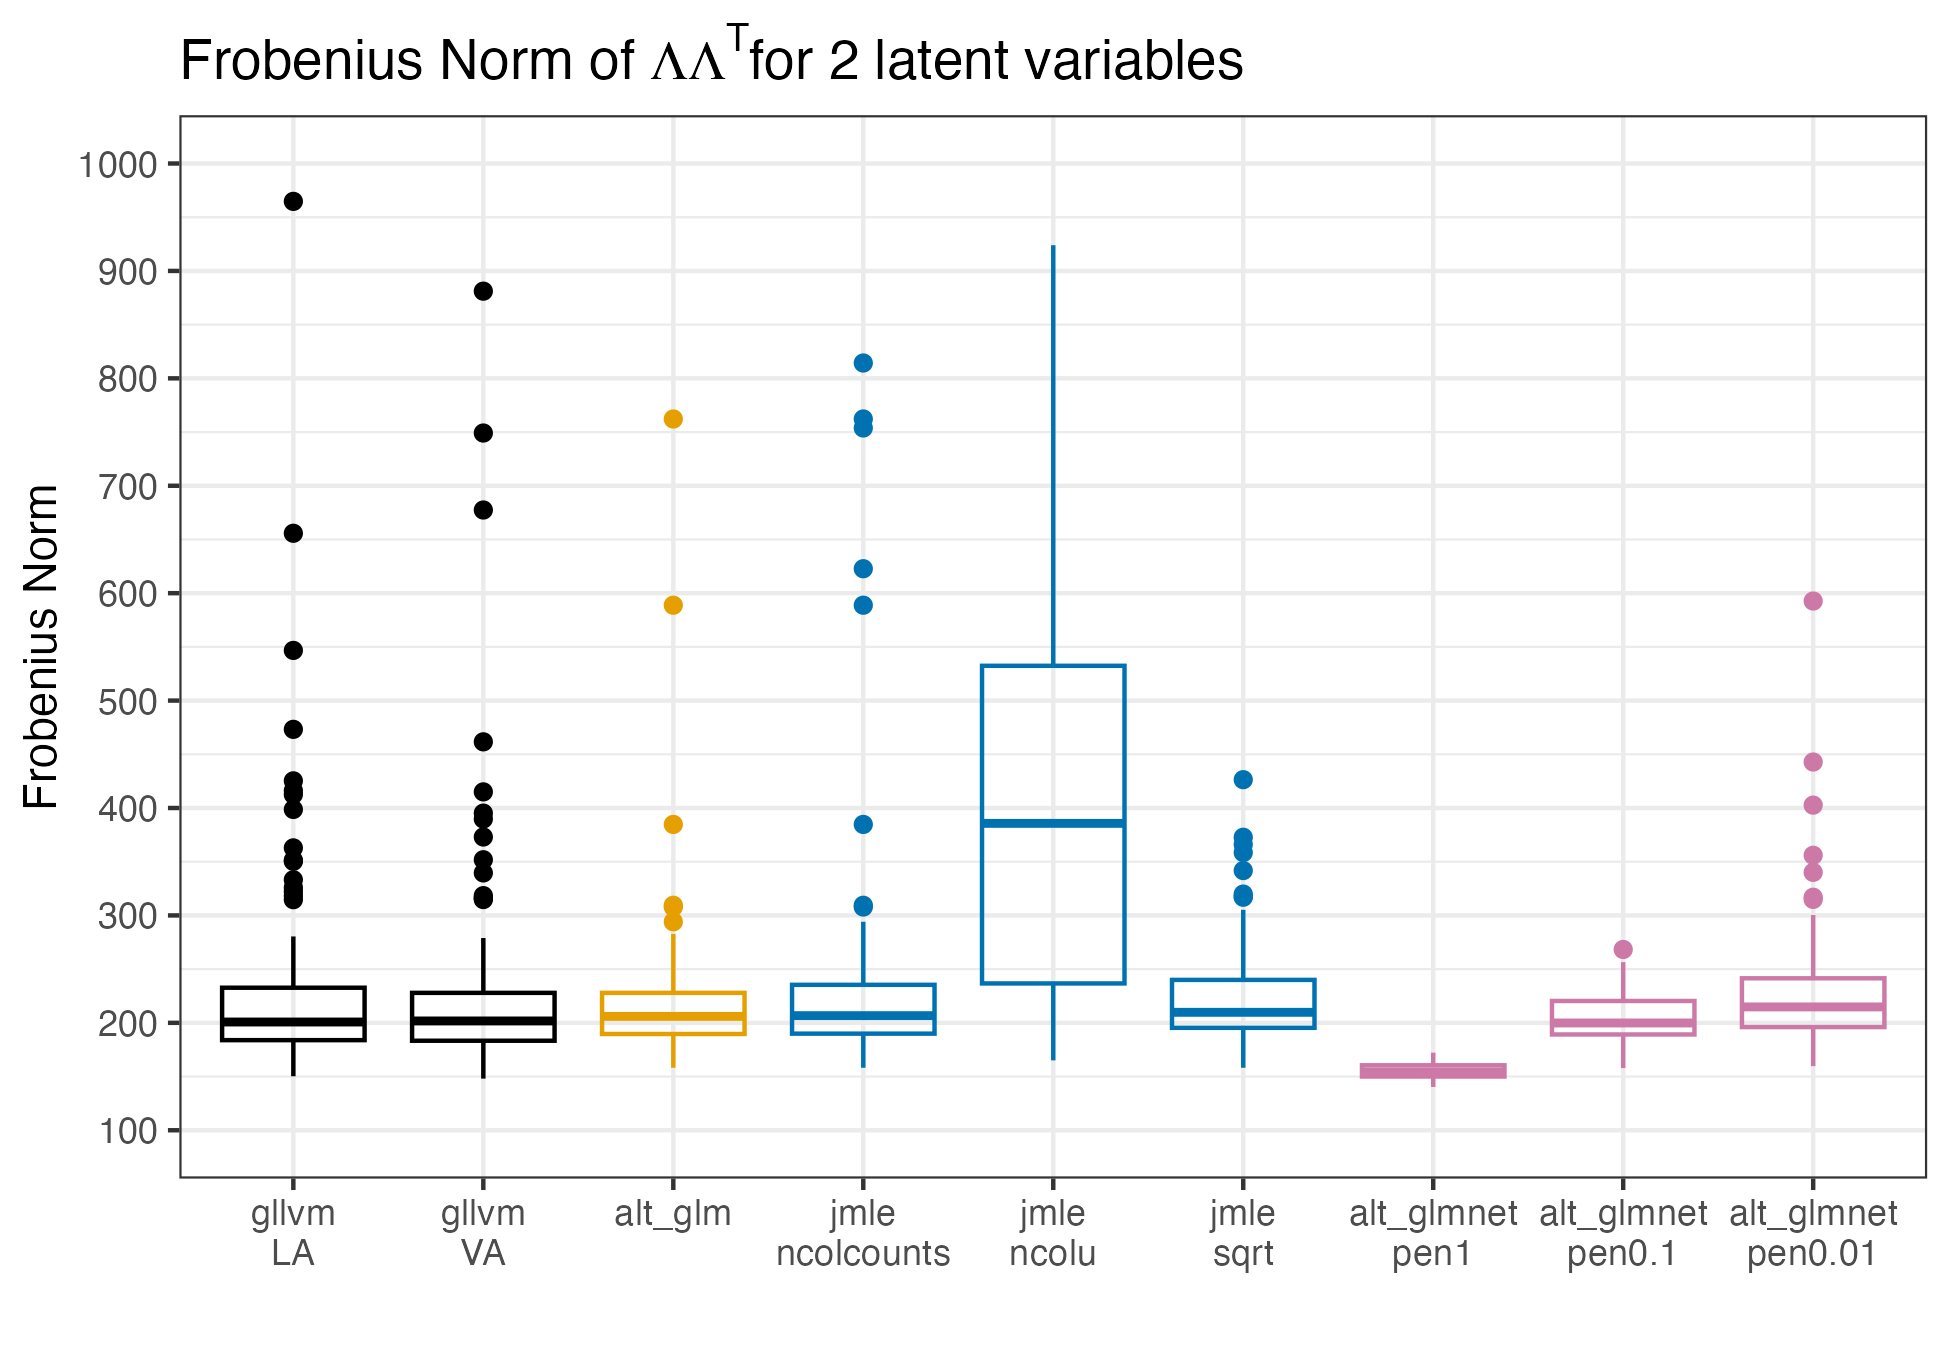 Frobenius Norm of ΛΛᵀfor 2 latent variables
Frobenius Norm
1000
900
800
700
600
500
400
300
200
100
gllvm LA
gllvm VA
alt_glm
jmle ncolcounts
jmle ncolu
jmle sqrt
alt_glmnet pen1
alt_glmnet pen0.1
alt_glmnet pen0.01